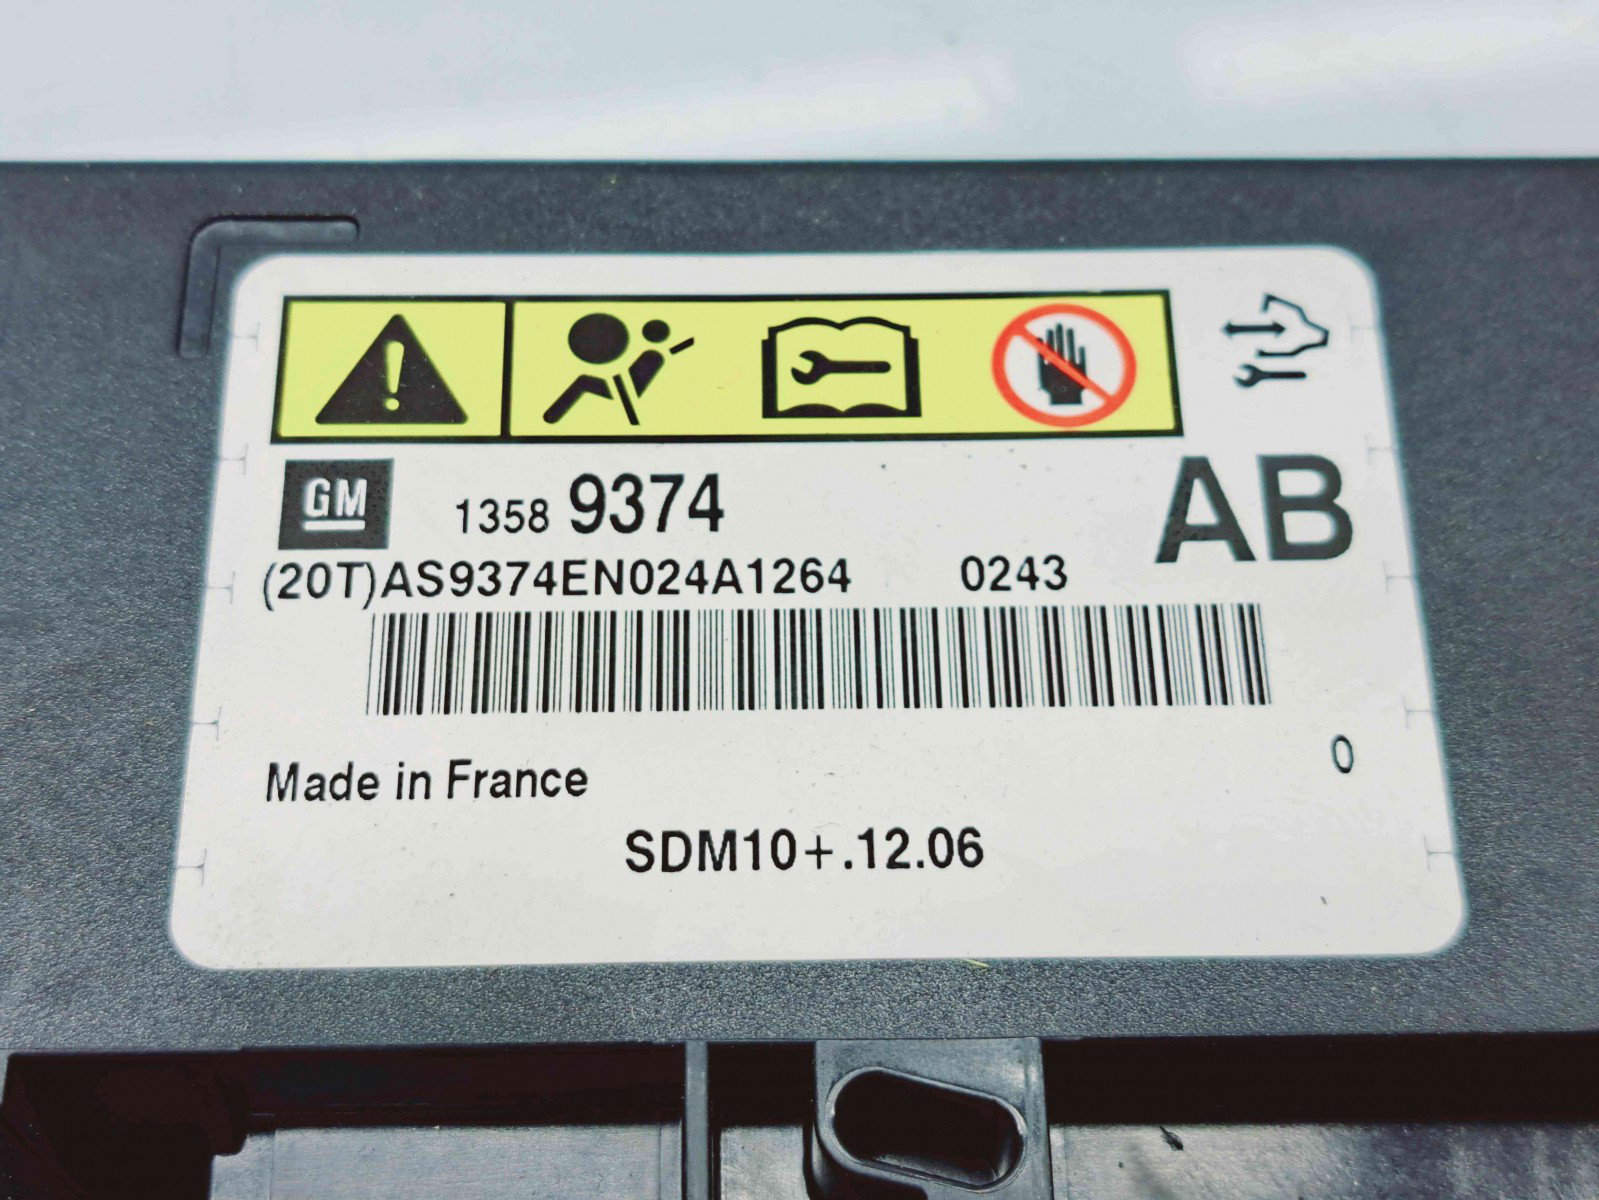 GM 1358 9374 AB
(20T)AS9374EN024A1264 0243
0
Made in France
SDM10+.12.06